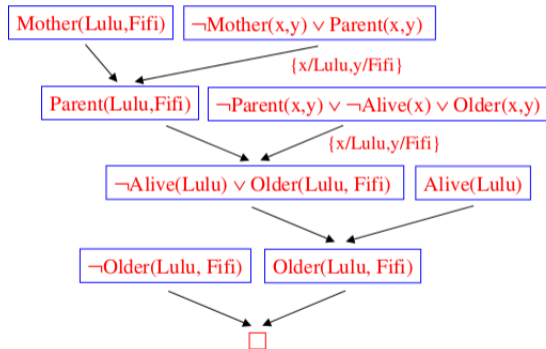 Mother(Lulu,Fifi)
¬Mother(x,y) ∨ Parent(x,y)
{x/Lulu,y/Fifi}
Parent(Lulu,Fifi)
¬Parent(x,y) ∨ ¬Alive(x) ∨ Older(x,y)
{x/Lulu,y/Fifi}
¬Alive(Lulu) ∨ Older(Lulu, Fifi)
Alive(Lulu)
¬Older(Lulu, Fifi)
Older(Lulu, Fifi)